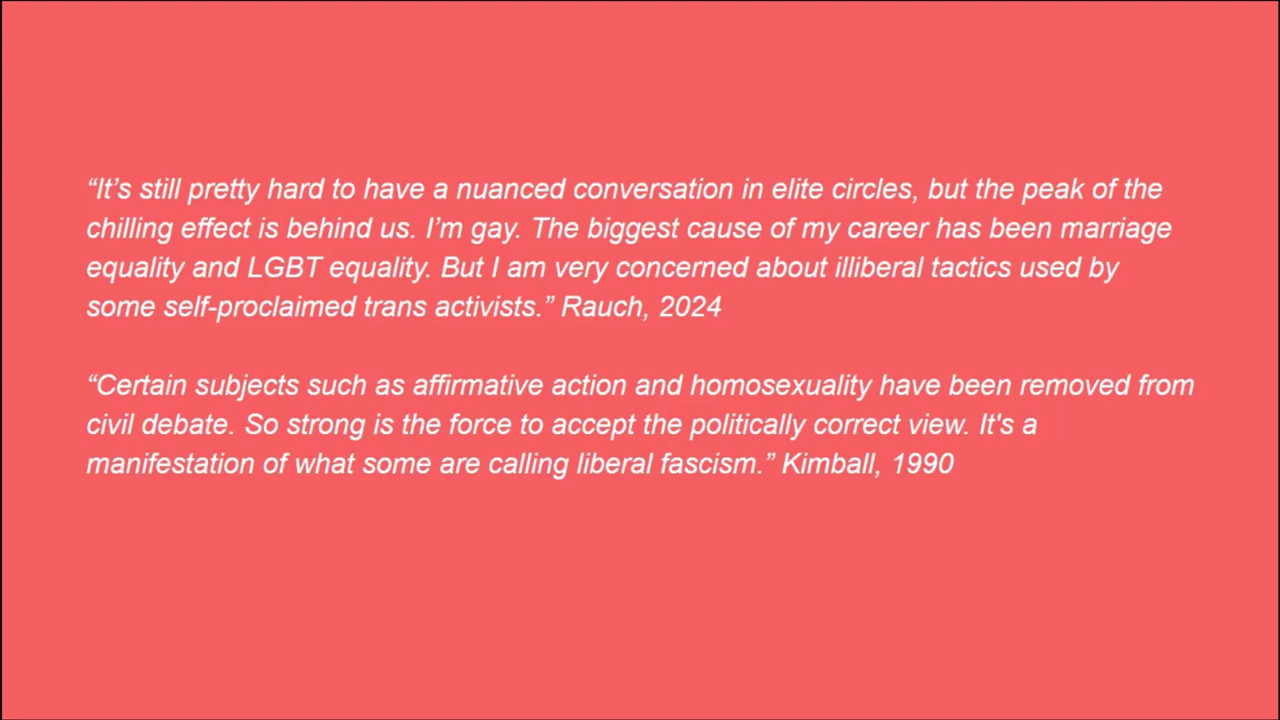 “It’s still pretty hard to have a nuanced conversation in elite circles, but the peak of the
chilling effect is behind us. I’m gay. The biggest cause of my career has been marriage
equality and LGBT equality. But I am very concerned about illiberal tactics used by
some self-proclaimed trans activists.” Rauch, 2024
“Certain subjects such as affirmative action and homosexuality have been removed from
civil debate. So strong is the force to accept the politically correct view. It's a
manifestation of what some are calling liberal fascism.” Kimball, 1990